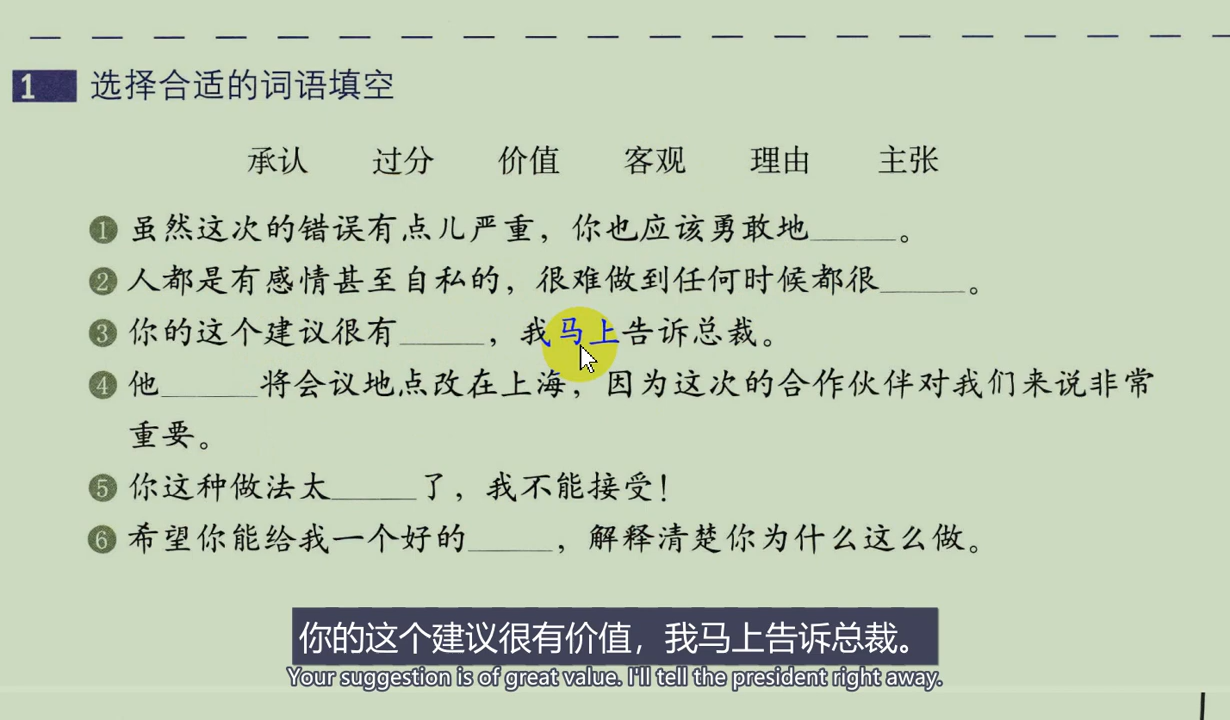 1 选择合适的词语填空
承认 过分 价值 客观 理由 主张
❶ 虽然这次的错误有点儿严重，你也应该勇敢地______。
❷ 人都是有感情甚至自私的，很难做到任何时候都很______。
❸ 你的这个建议很有______，我马上告诉总裁。
❹ 他______将会议地点改在上海，因为这次的合作伙伴对我们来说非常
重要。
❺ 你这种做法太______了，我不能接受！
❻ 希望你能给我一个好的______，解释清楚你为什么这么做。
你的这个建议很有价值，我马上告诉总裁。
Your suggestion is of great value. I'll tell the president right away.